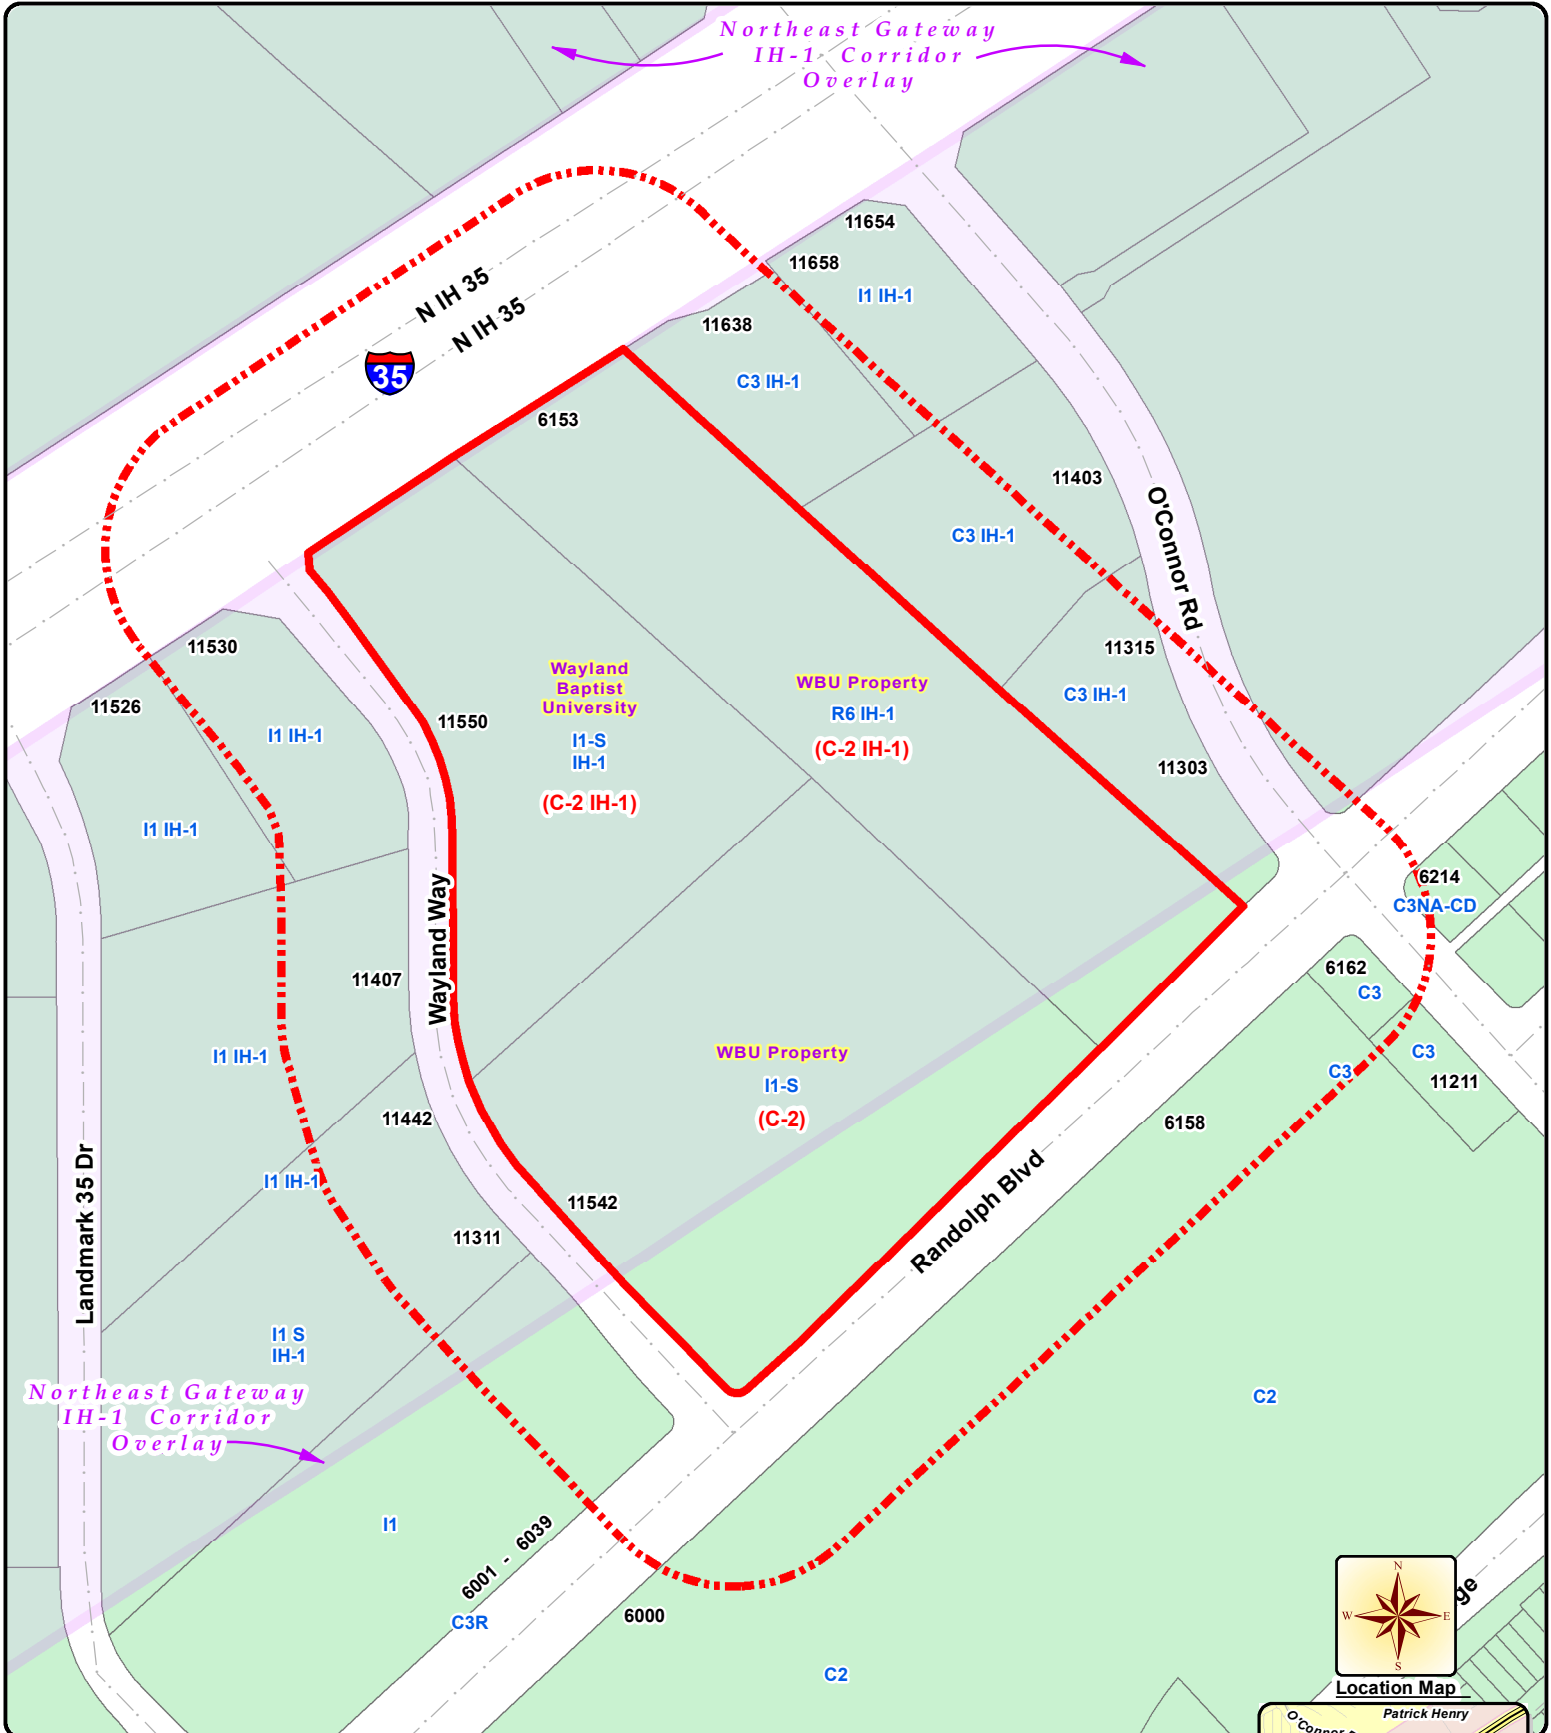 Northeast Gateway
IH-1 Corridor
Overlay
11654
11658
I1 IH-1
N IH 35
N IH 35
35
11638
C3 IH-1
6153
11403
O'Connor Rd
C3 IH-1
11530
11526
I1 IH-1
11550
Wayland
Baptist
University
I1-S
IH-1
(C-2 IH-1)
WBU Property
R6 IH-1
(C-2 IH-1)
11315
C3 IH-1
11303
I1 IH-1
6214
C3NA-CD
Wayland Way
11407
6162
C3
I1 IH-1
WBU Property
I1-S
(C-2)
C3
C3
11211
11442
6158
I1 IH-1
11542
11311
Randolph Blvd
Landmark 35 Dr
I1 S
IH-1
Northeast Gateway
IH-1 Corridor
Overlay
C2
I1
6001 - 6039
C3R
6000
C2
N
W
E
S
ge
Location Map
Patrick Henry
O'Connor